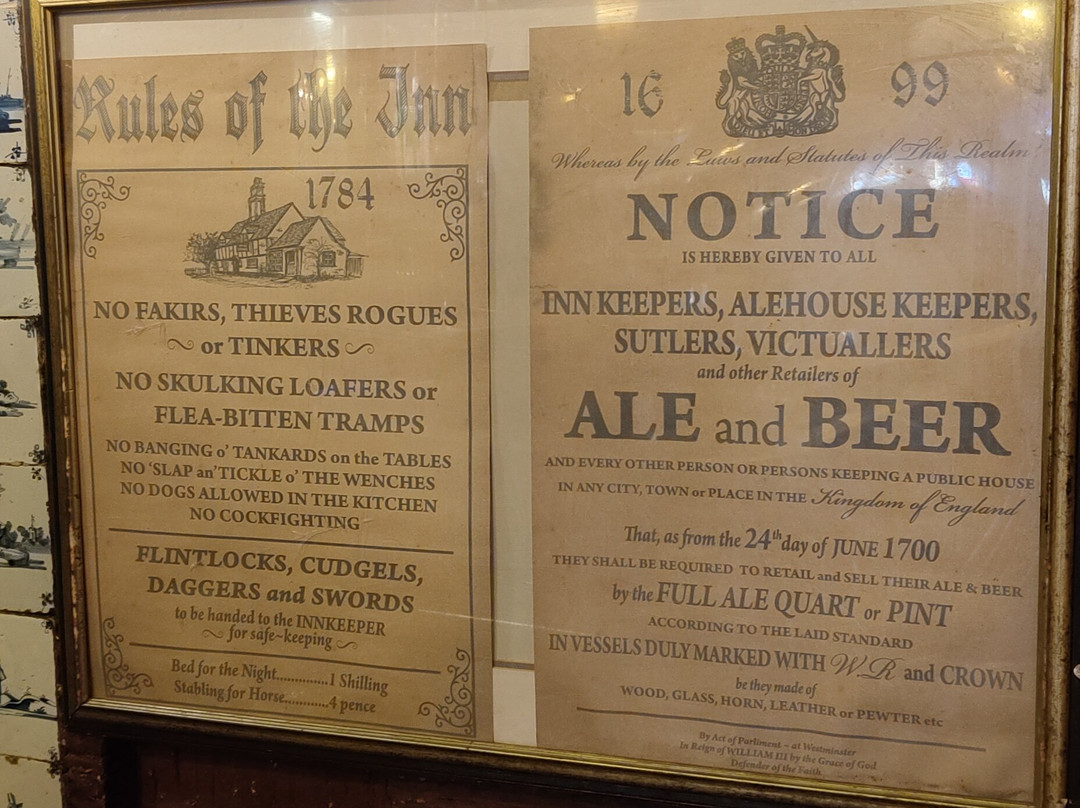 Rules of the Inn
1784
NO FAKIRS, THIEVES ROGUES
or TINKERS
NO SKULKING LOAFERS or
FLEA-BITTEN TRAMPS
NO BANGING o' TANKARDS on the TABLES
NO 'SLAP an' TICKLE o' THE WENCHES
NO DOGS ALLOWED IN THE KITCHEN
NO COCKFIGHTING
FLINTLOCKS, CUDGELS,
DAGGERS and SWORDS
to be handed to the INNKEEPER
for safe~keeping
Bed for the Night..............1 Shilling
Stabling for Horse............4 pence
16 99
Whereas by the Laws and Statutes of This Realm
NOTICE
IS HEREBY GIVEN TO ALL
INN KEEPERS, ALEHOUSE KEEPERS,
SUTLERS, VICTUALLERS
and other Retailers of
ALE and BEER
AND EVERY OTHER PERSON OR PERSONS KEEPING A PUBLIC HOUSE
IN ANY CITY, TOWN or PLACE IN THE Kingdom of England
That, as from the 24th day of JUNE 1700
THEY SHALL BE REQUIRED TO RETAIL and SELL THEIR ALE & BEER
by the FULL ALE QUART or PINT
ACCORDING TO THE LAID STANDARD
IN VESSELS DULY MARKED WITH W.R and CROWN
be they made of
WOOD, GLASS, HORN, LEATHER or PEWTER etc
By Act of Parliment ~ at Westminster
In Reign of WILLIAM III by the Grace of God
Defender of the Faith